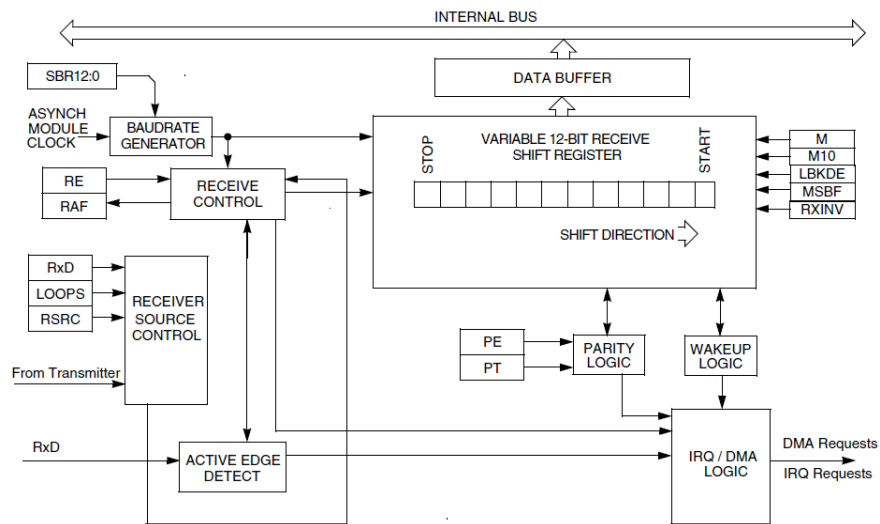 INTERNAL BUS
SBR12:0
DATA BUFFER
ASYNCH
MODULE
CLOCK
BAUDRATE
GENERATOR
VARIABLE 12-BIT RECEIVE
SHIFT REGISTER
STOP
START
M
M10
LBKDE
MSBF
RXINV
RE
RAF
RECEIVE
CONTROL
SHIFT DIRECTION
RxD
LOOPS
RSRC
RECEIVER
SOURCE
CONTROL
From Transmitter
PE
PT
PARITY
LOGIC
WAKEUP
LOGIC
RxD
ACTIVE EDGE
DETECT
IRQ / DMA
LOGIC
DMA Requests
IRQ Requests